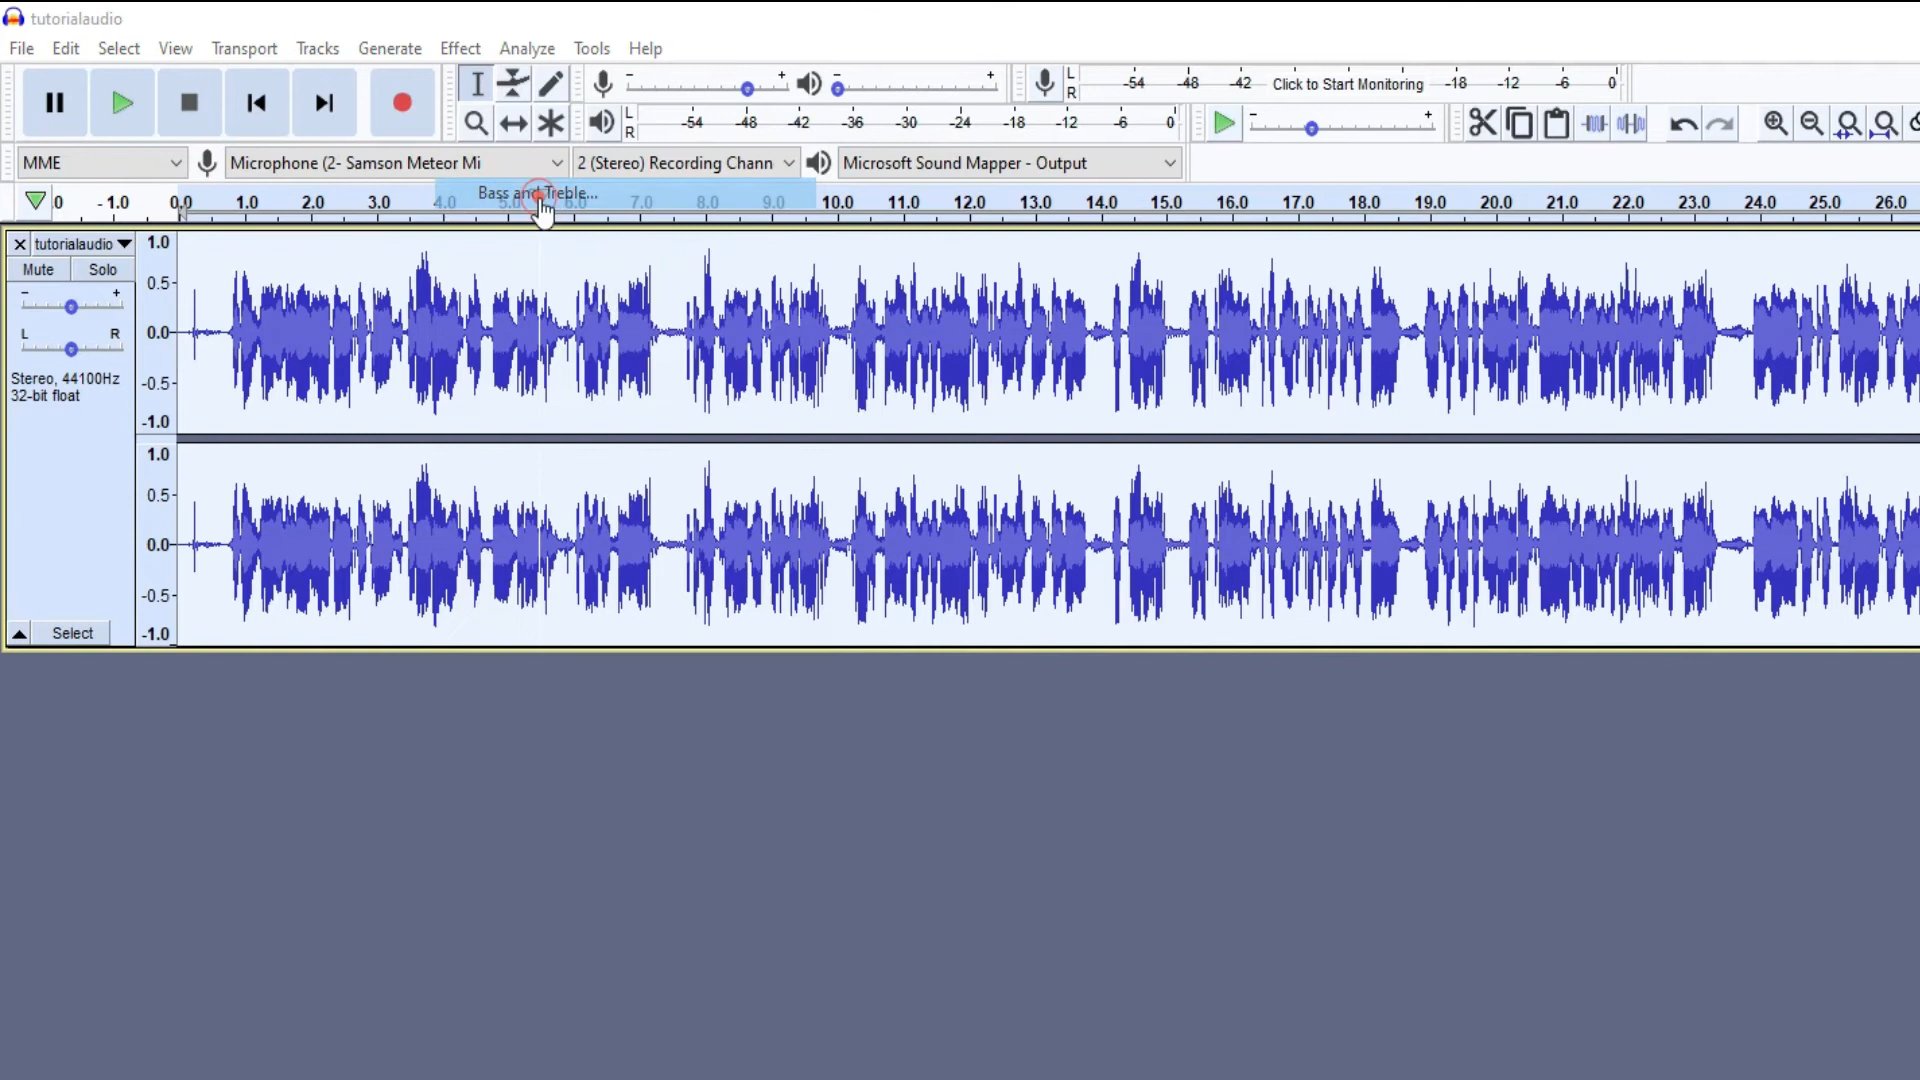 tutorialaudio
File Edit Select View Transport Tracks Generate Effect Analyze Tools Help
- + - + L R -54 -48 -42 Click to Start Monitoring -18 -12 -6 0
L R -54 -48 -42 -36 -30 -24 -18 -12 -6 0 - +
MME Microphone (2- Samson Meteor Mi 2 (Stereo) Recording Chann Microsoft Sound Mapper - Output
Bass and Treble...
0 -1.0 0.0 1.0 2.0 3.0 4.0 5.0 6.0 7.0 8.0 9.0 10.0 11.0 12.0 13.0 14.0 15.0 16.0 17.0 18.0 19.0 20.0 21.0 22.0 23.0 24.0 25.0 26.0
tutorialaudio 1.0
Mute Solo
- + 0.5
L R 0.0
Stereo, 44100Hz -0.5
32-bit float
-1.0
1.0
0.5
0.0
-0.5
Select -1.0